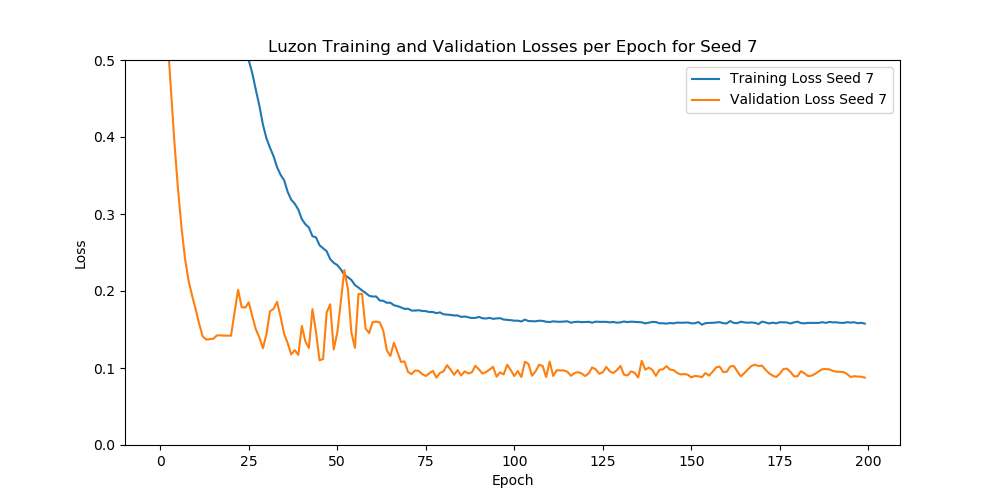 Luzon Training and Validation Losses per Epoch for Seed 7
Training Loss Seed 7
Validation Loss Seed 7
0.5
0.4
0.3
0.2
0.1
0.0
Loss
0 25 50 75 100 125 150 175 200
Epoch